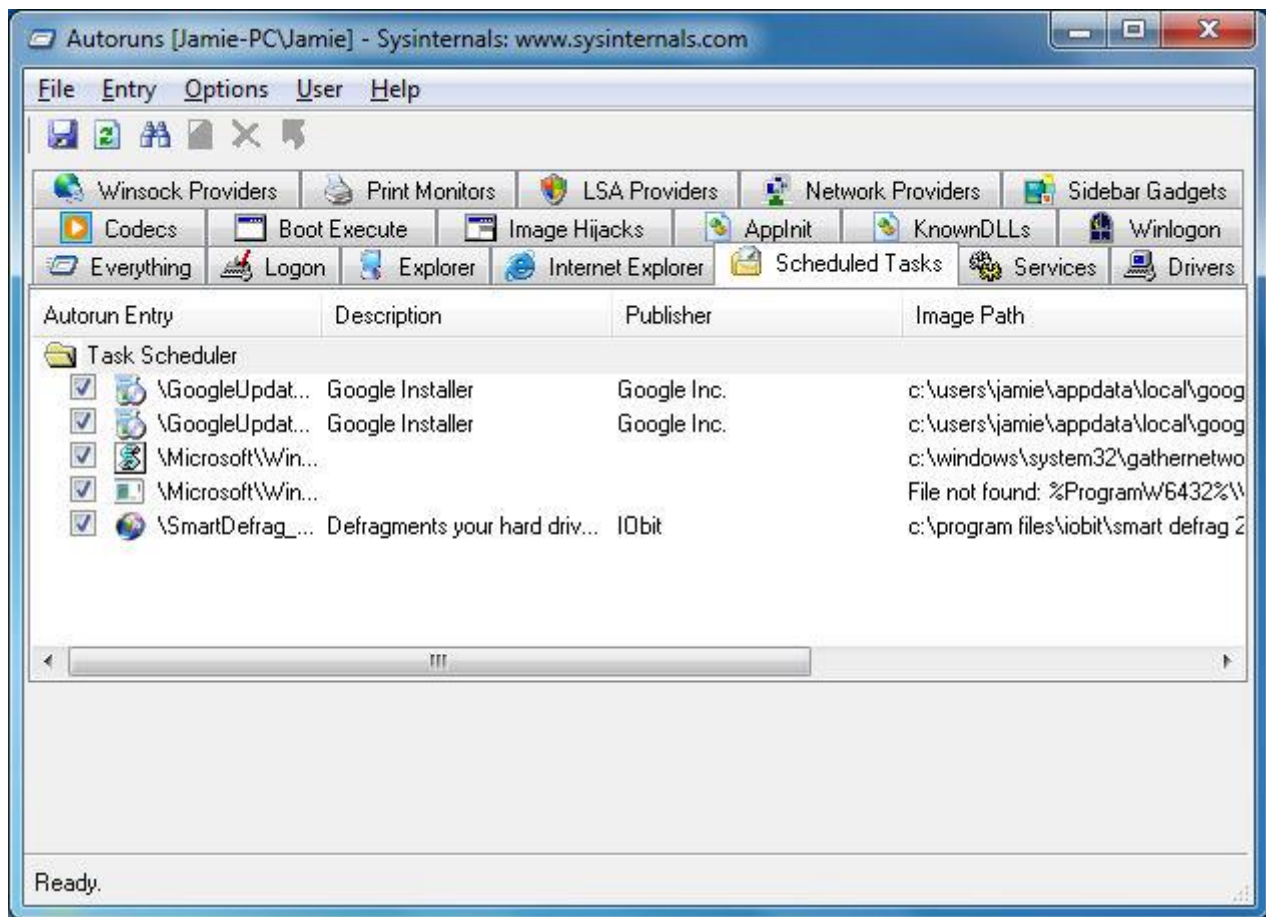 Autoruns [Jamie-PC\Jamie] - Sysinternals: www.sysinternals.com
File Entry Options User Help
Winsock Providers Print Monitors LSA Providers Network Providers Sidebar Gadgets
Codecs Boot Execute Image Hijacks AppInit KnownDLLs Winlogon
Everything Logon Explorer Internet Explorer Scheduled Tasks Services Drivers
Autorun Entry Description Publisher Image Path
Task Scheduler
\GoogleUpdat... Google Installer Google Inc. c:\users\jamie\appdata\local\goog
\GoogleUpdat... Google Installer Google Inc. c:\users\jamie\appdata\local\goog
\Microsoft\Win... c:\windows\system32\gathernetwo
\Microsoft\Win... File not found: %ProgramW6432%\\
\SmartDefrag_... Defragments your hard driv... IObit c:\program files\iobit\smart defrag 2
Ready.